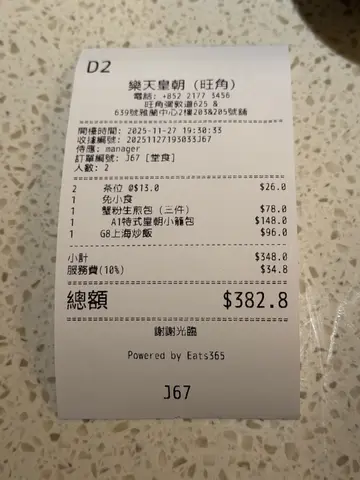 D2
樂天皇朝 (旺角)
電話: +852 2177 3456
旺角彌敦道625 &
639號雅蘭中心2樓203&205號舖
開檯時間: 2025-11-27 19:30:33
收據編號: 20251127193033J67
侍應: manager
訂單編號: J67 [堂食]
人數: 2
2 茶位 @$13.0 $26.0
1 免小食
1 蟹粉生煎包 (三件) $78.0
1 A1特式皇朝小籠包 $148.0
1 G8上海炒飯 $96.0
小計 $348.0
服務費(10%) $34.8
總額 $382.8
謝謝光臨
Powered by Eats365
J67